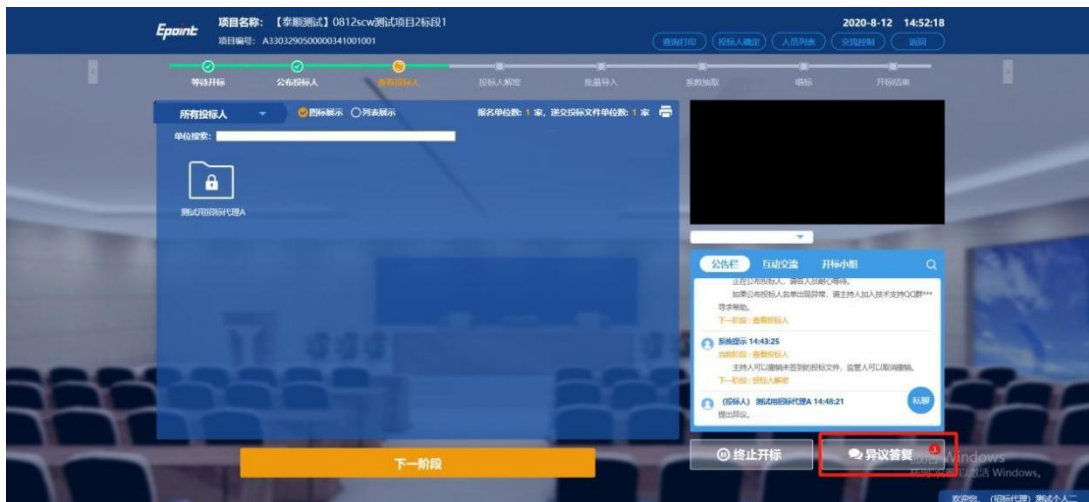 Epoint
项目名称：【泰顺测试】0812scw测试项目2标段1
项目编号：A3303290500000341001001
2020-8-12 14:52:18
查询打印 投标人确定 人员列表 交流控制 返回
等待开标 公布投标人 查看投标人 投标人解密 批量导入 系数抽取 唱标 开标结束
所有投标人 图标展示 列表展示 报名单位数：1 家，递交投标文件单位数：1 家
单位搜索：
测试用招标代理A
公告栏 互动交流 开标小组
正在公布投标人，请各人员耐心等待。
如果公布投标人名单出现异常，请主持人加入技术支持QQ群***
寻求帮助。
下一阶段：查看投标人
系统提示 14:43:25
当前阶段：查看投标人
主持人可以撤销未签到的投标文件，监管人可以取消撤销。
下一阶段：投标人解密
（投标人） 测试用招标代理A 14:48:21
提出异议。
私聊
下一阶段
终止开标
异议答复 1
Windows
激活 Windows。
欢迎您，（招标代理）测试个人二